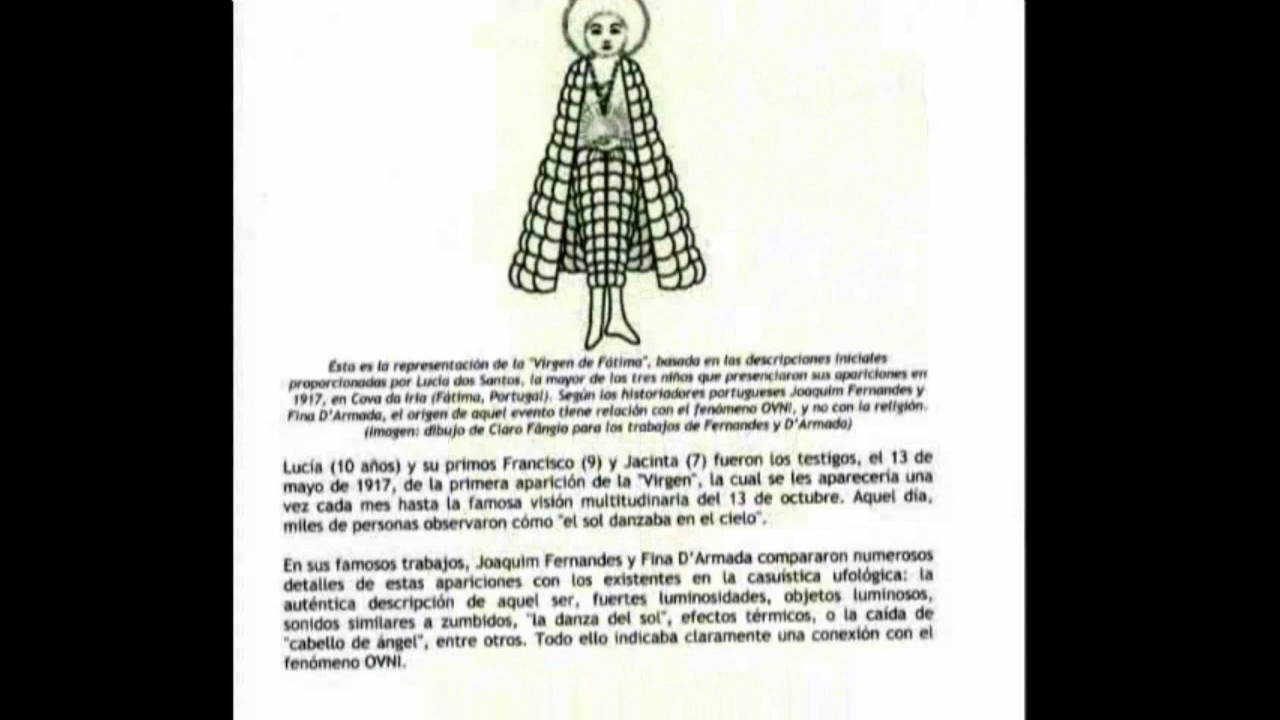 Ésta es la representación de la "Virgen de Fátima", basada en las descripciones iniciales
proporcionadas por Lucía dos Santos, la mayor de los tres niños que presenciaron sus apariciones en
1917, en Cova da Iria (Fátima, Portugal). Según los historiadores portugueses Joaquim Fernandes y
Fina D'Armada, el origen de aquel evento tiene relación con el fenómeno OVNI, y no con la religión.
(Imagen: dibujo de Claro Fângio para los trabajos de Fernandes y D'Armada)
Lucía (10 años) y su primos Francisco (9) y Jacinta (7) fueron los testigos, el 13 de
mayo de 1917, de la primera aparición de la "Virgen", la cual se les aparecería una
vez cada mes hasta la famosa visión multitudinaria del 13 de octubre. Aquel día,
miles de personas observaron cómo "el sol danzaba en el cielo".
En sus famosos trabajos, Joaquim Fernandes y Fina D'Armada compararon numerosos
detalles de estas apariciones con los existentes en la casuística ufológica: la
auténtica descripción de aquel ser, fuertes luminosidades, objetos luminosos,
sonidos similares a zumbidos, "la danza del sol", efectos térmicos, o la caída de
"cabello de ángel", entre otros. Todo ello indicaba claramente una conexión con el
fenómeno OVNI.